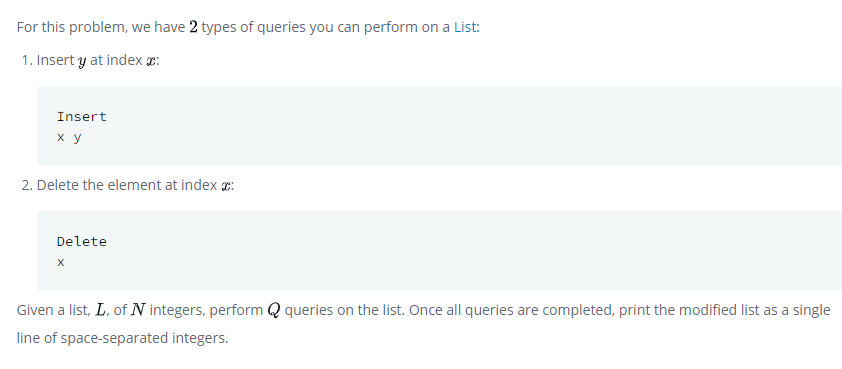 For this problem, we have 2 types of queries you can perform on a List:
1. Insert y at index x:
Insert
x y
2. Delete the element at index x:
Delete
x
Given a list, L, of N integers, perform Q queries on the list. Once all queries are completed, print the modified list as a single
line of space-separated integers.